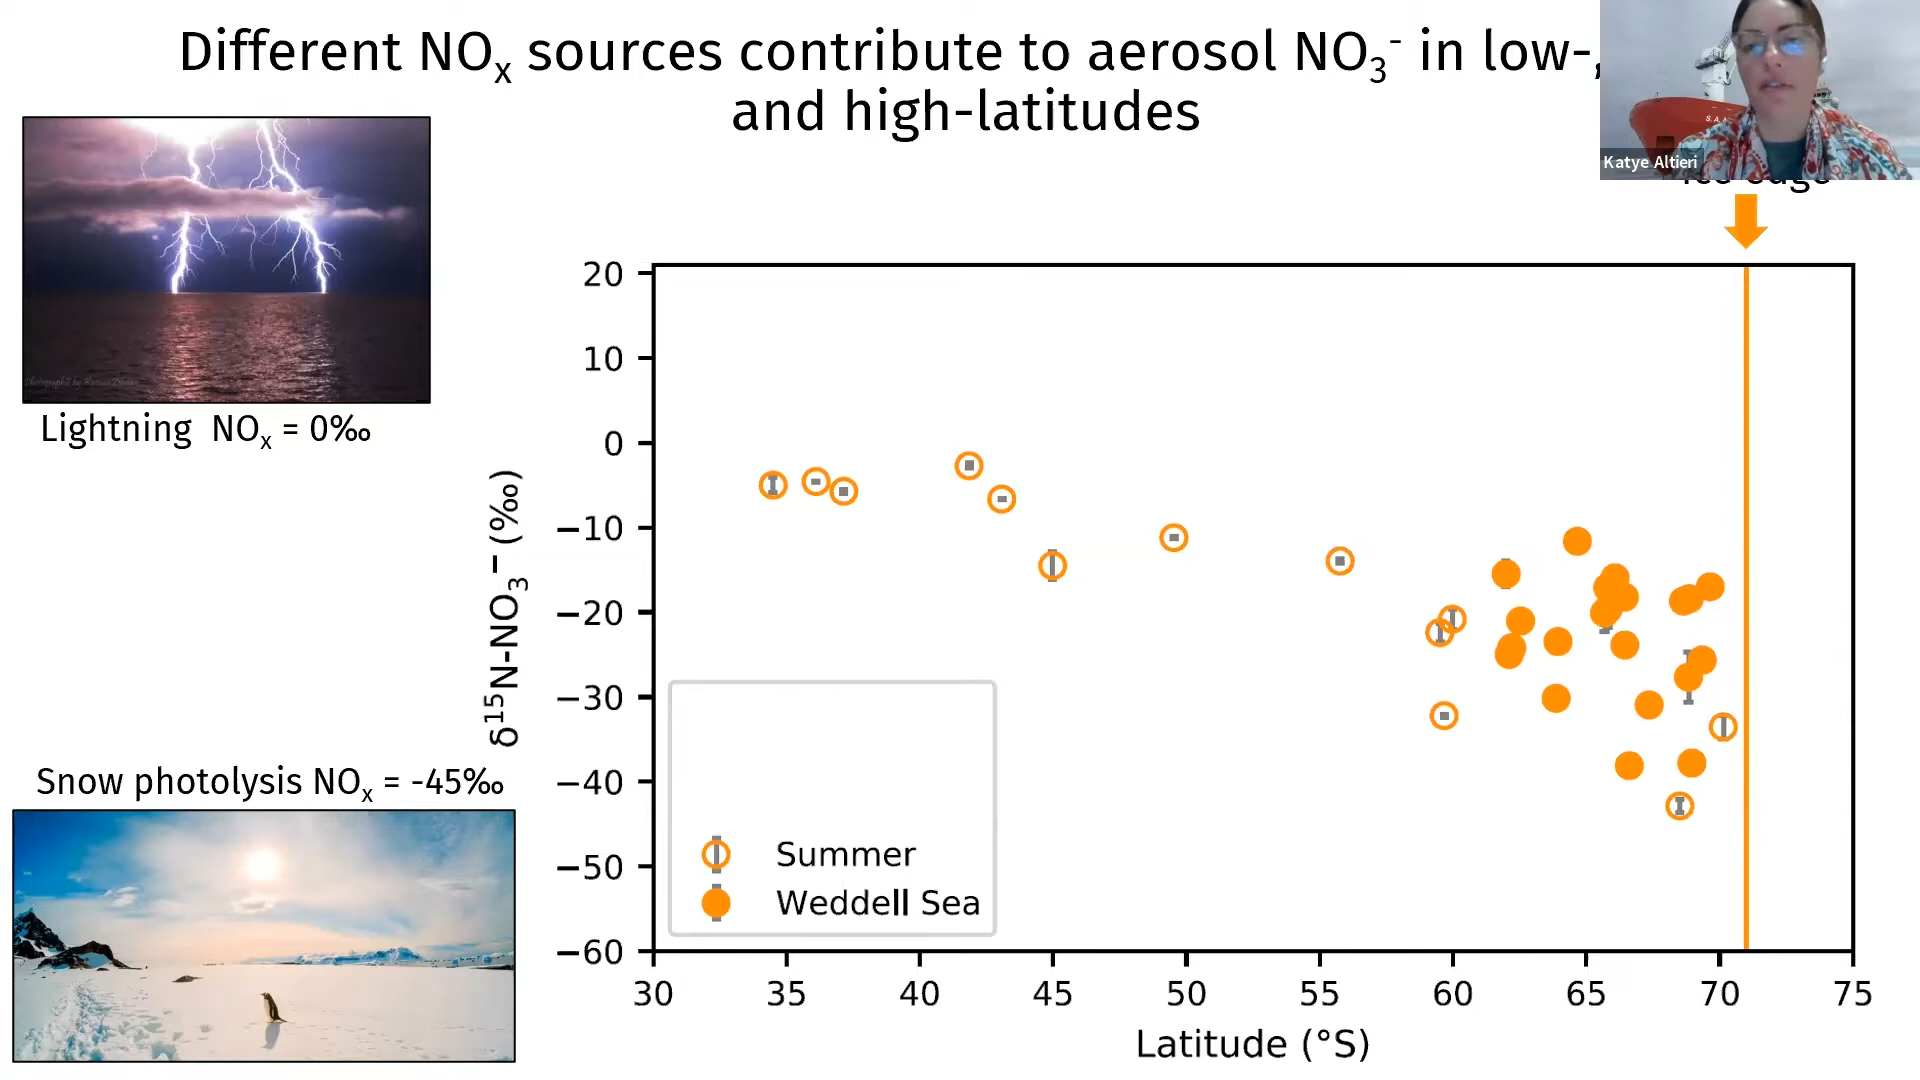 Different NOx sources contribute to aerosol NO3- in low-,
and high-latitudes
Katye Altieri
S.A.
Lightning NOx = 0‰
Snow photolysis NOx = -45‰
δ15N-NO3− (‰)
20
10
0
−10
−20
−30
−40
−50
−60
Summer
Weddell Sea
30 35 40 45 50 55 60 65 70 75
Latitude (°S)